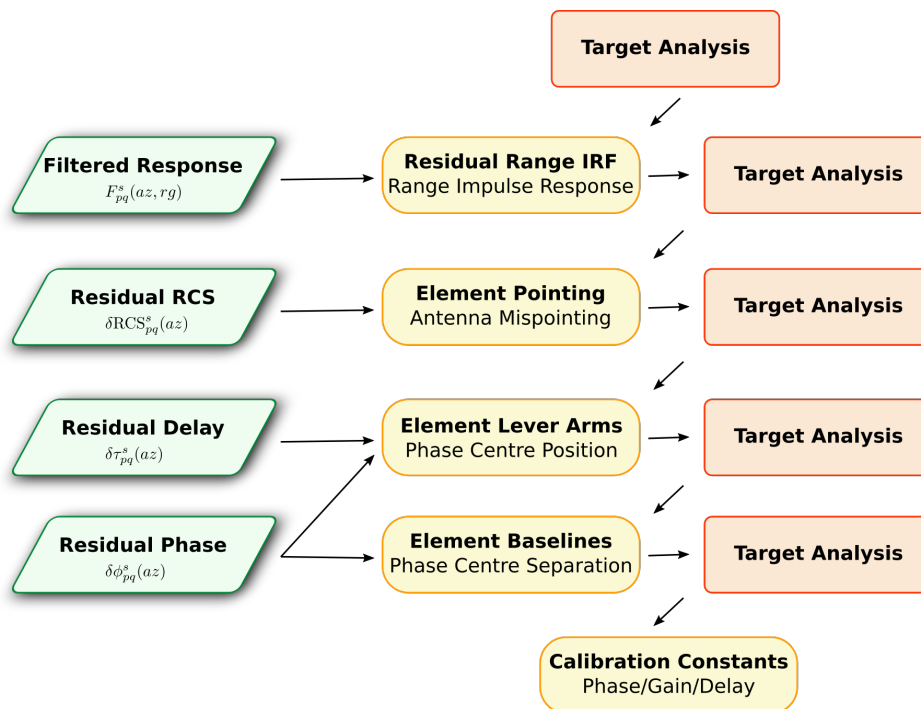 Target Analysis
Filtered Response
F^s_{pq}(az, rg)
Residual Range IRF
Range Impulse Response
Target Analysis
Residual RCS
δRCS^s_{pq}(az)
Element Pointing
Antenna Mispointing
Target Analysis
Residual Delay
δτ^s_{pq}(az)
Element Lever Arms
Phase Centre Position
Target Analysis
Residual Phase
δϕ^s_{pq}(az)
Element Baselines
Phase Centre Separation
Target Analysis
Calibration Constants
Phase/Gain/Delay